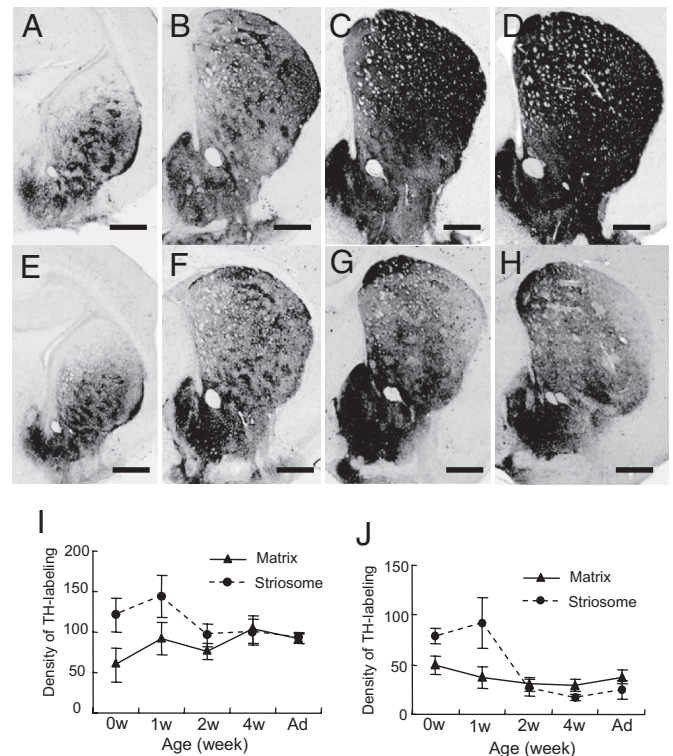 A B C D
E F G H
I
Density of TH-labeling
200
150
100
50
0
Matrix
Striosome
0w 1w 2w 4w Ad
Age (week)
J
Density of TH-labeling
150
100
50
0
Matrix
Striosome
0w 1w 2w 4w Ad
Age (week)